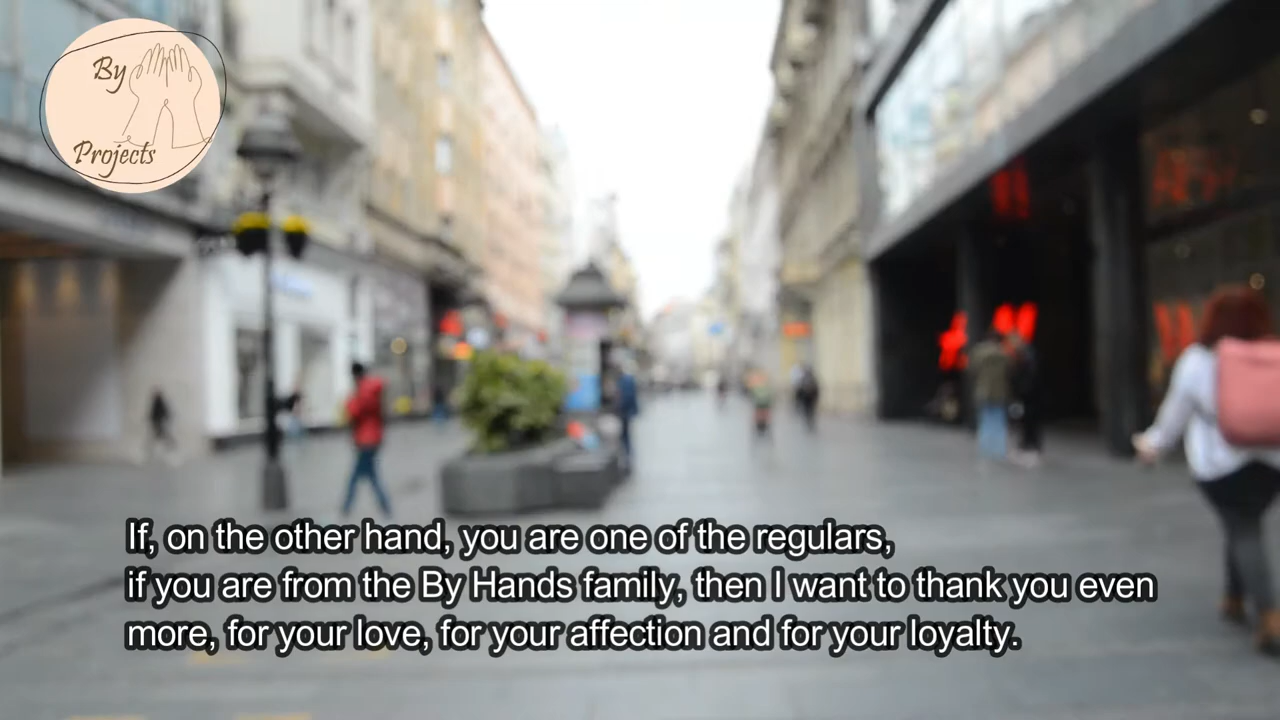 By
Projects
If, on the other hand, you are one of the regulars,
if you are from the By Hands family, then I want to thank you even
more, for your love, for your affection and for your loyalty.